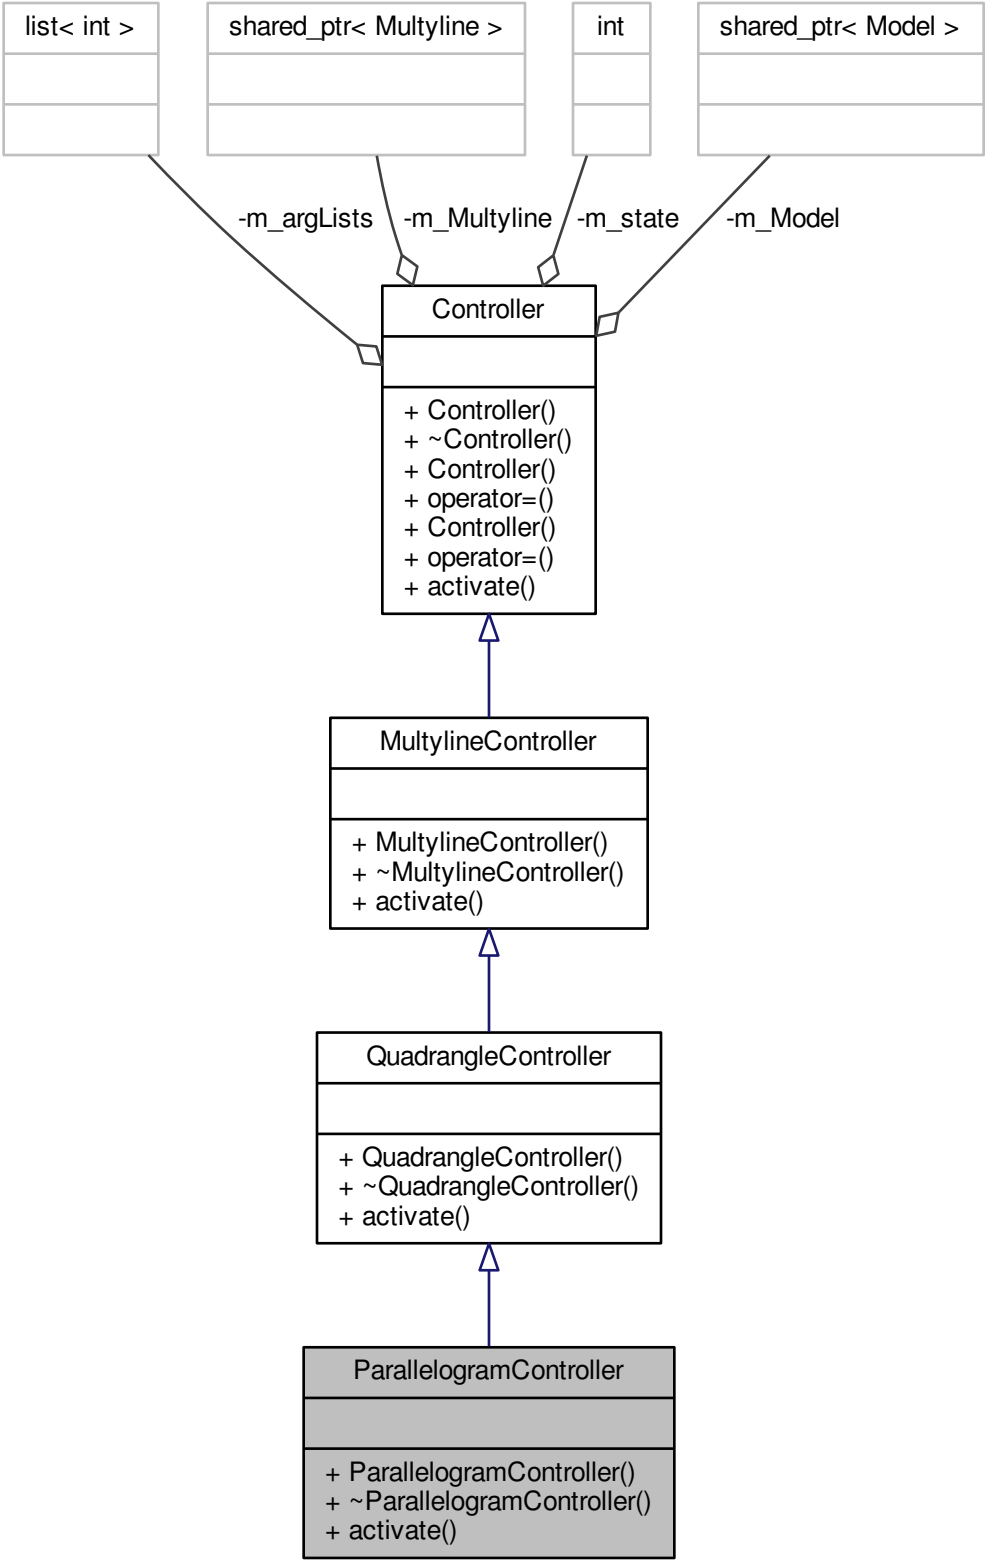 list< int >
shared_ptr< Multyline >
int
shared_ptr< Model >
-m_argLists
-m_Multyline
-m_state
-m_Model
Controller
+ Controller()
+ ~Controller()
+ Controller()
+ operator=()
+ Controller()
+ operator=()
+ activate()
MultylineController
+ MultylineController()
+ ~MultylineController()
+ activate()
QuadrangleController
+ QuadrangleController()
+ ~QuadrangleController()
+ activate()
ParallelogramController
+ ParallelogramController()
+ ~ParallelogramController()
+ activate()